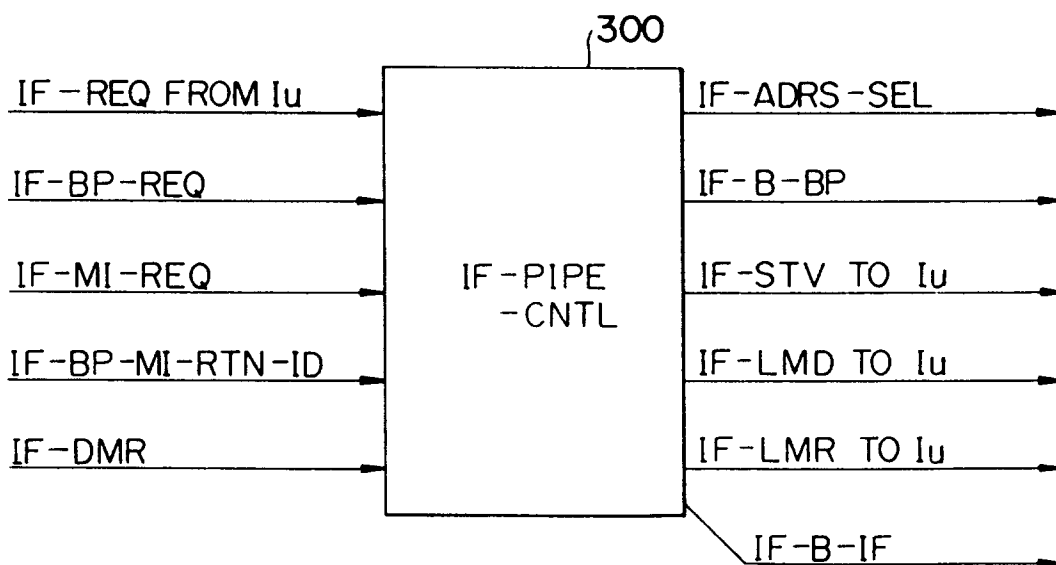 300
IF-REQ FROM Iu
IF-BP-REQ
IF-MI-REQ
IF-BP-MI-RTN-ID
IF-DMR
IF-PIPE
-CNTL
IF-ADRS-SEL
IF-B-BP
IF-STV TO Iu
IF-LMD TO Iu
IF-LMR TO Iu
IF-B-IF